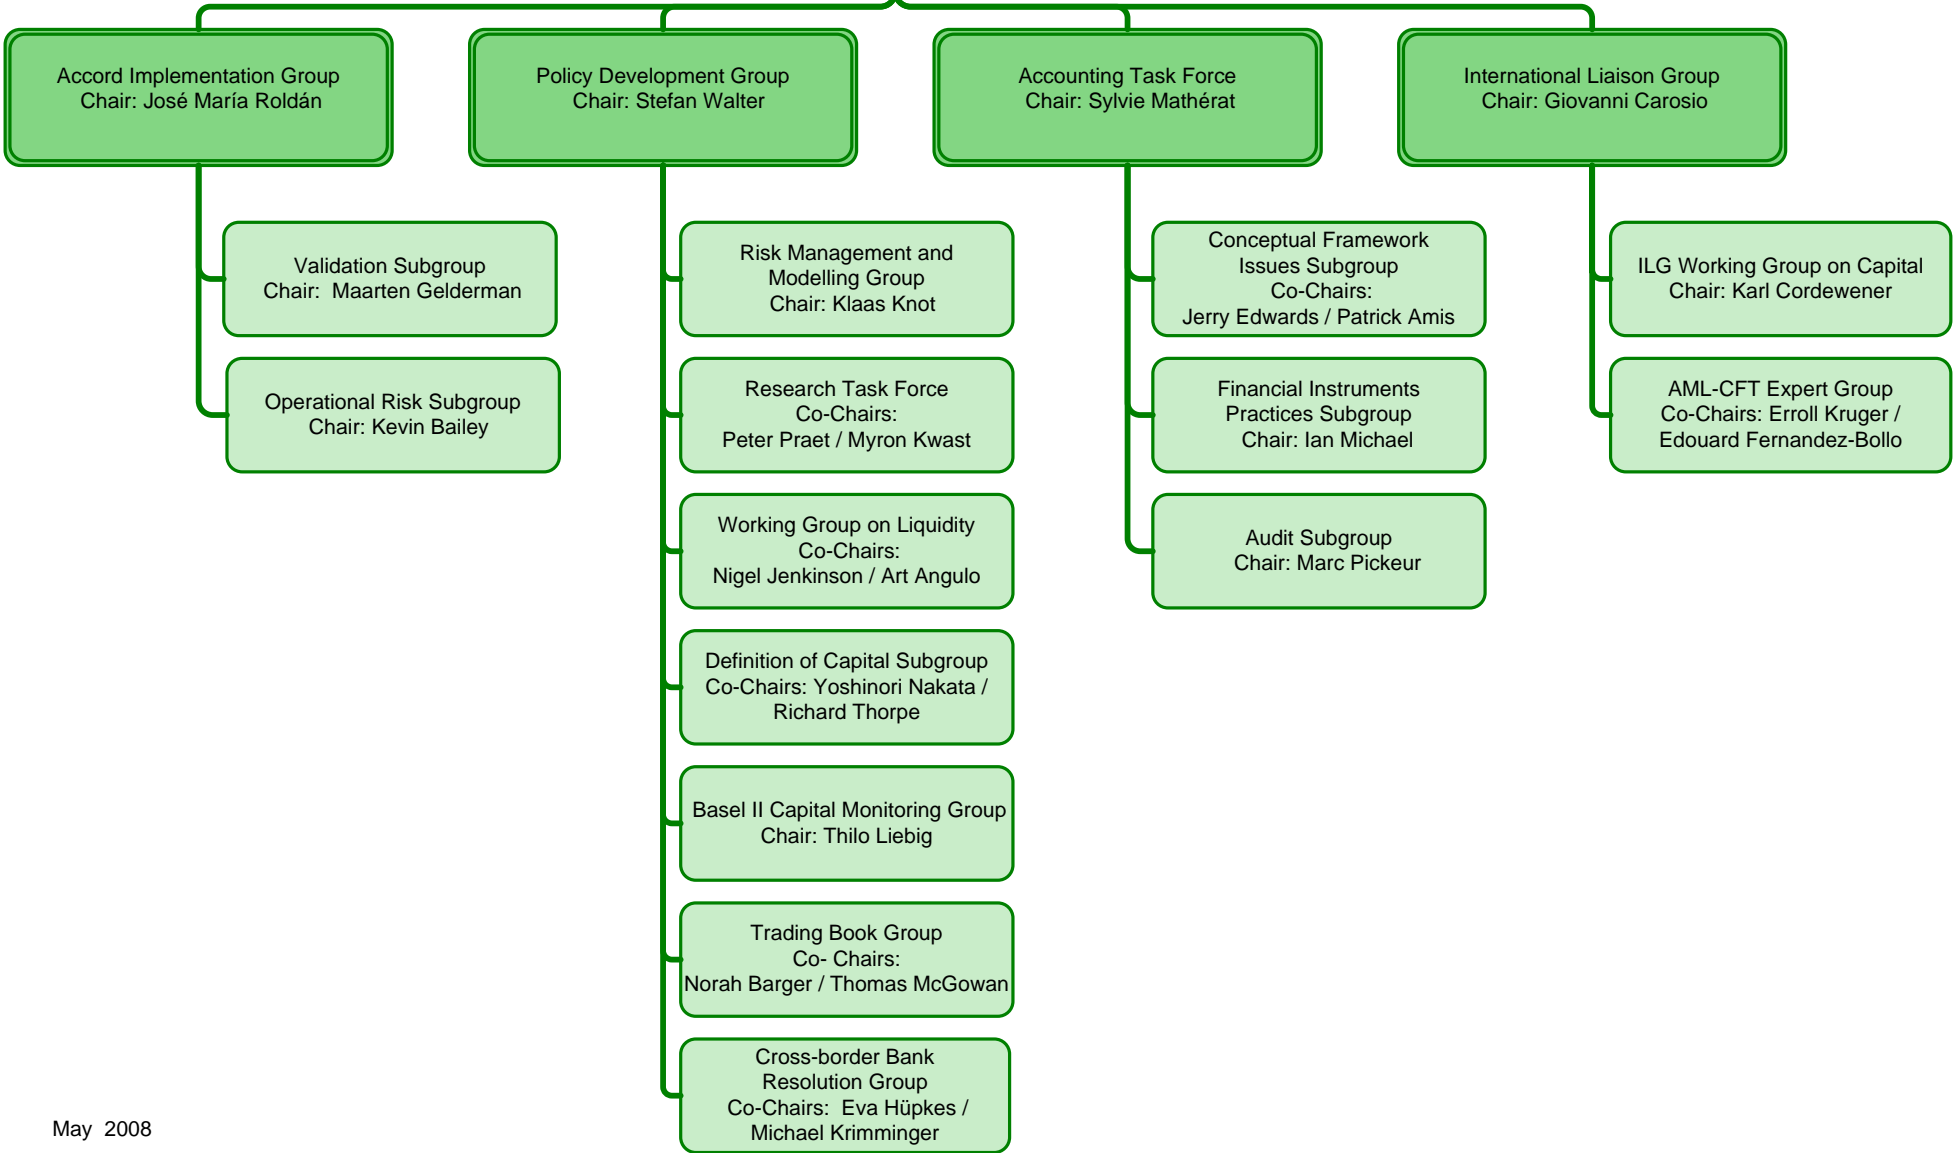 Accord Implementation Group
Chair: José María Roldán
Policy Development Group
Chair: Stefan Walter
Accounting Task Force
Chair: Sylvie Mathérat
International Liaison Group
Chair: Giovanni Carosio
Validation Subgroup
Chair:  Maarten Gelderman
Operational Risk Subgroup
Chair: Kevin Bailey
Risk Management and
Modelling Group
Chair: Klaas Knot
Research Task Force
Co-Chairs:
Peter Praet / Myron Kwast
Working Group on Liquidity
Co-Chairs:
Nigel Jenkinson / Art Angulo
Definition of Capital Subgroup
Co-Chairs: Yoshinori Nakata /
Richard Thorpe
Basel II Capital Monitoring Group
Chair: Thilo Liebig
Trading Book Group
Co- Chairs:
Norah Barger / Thomas McGowan
Cross-border Bank
Resolution Group
Co-Chairs:  Eva Hüpkes /
Michael Krimminger
Conceptual Framework
Issues Subgroup
Co-Chairs:
Jerry Edwards / Patrick Amis
Financial Instruments
Practices Subgroup
Chair: Ian Michael
Audit Subgroup
Chair: Marc Pickeur
ILG Working Group on Capital
Chair: Karl Cordewener
AML-CFT Expert Group
Co-Chairs: Erroll Kruger /
Edouard Fernandez-Bollo
May  2008